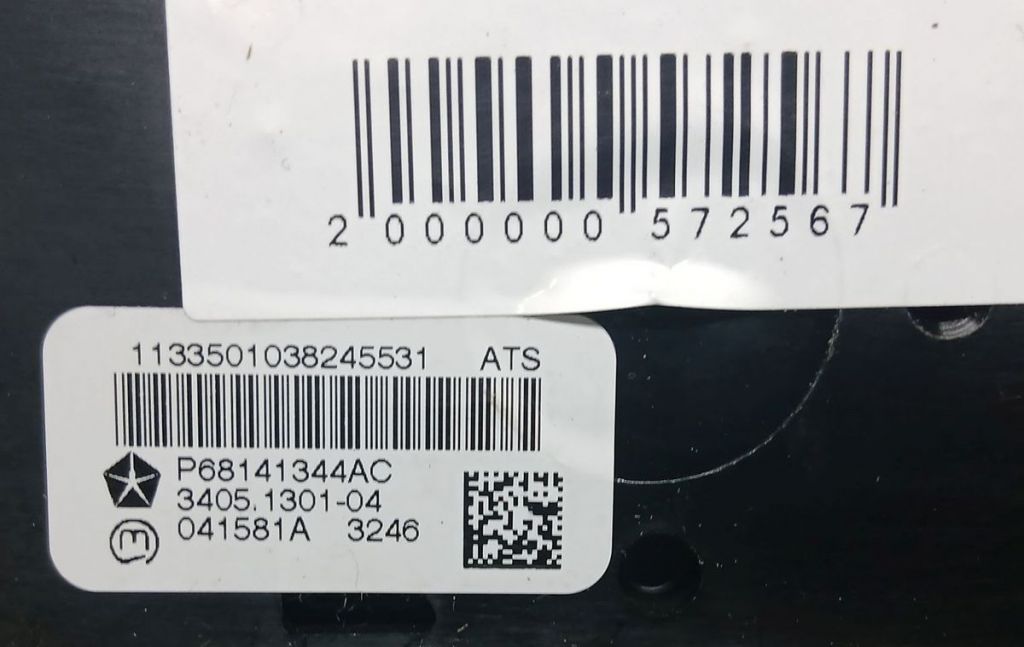 2 000000 572567
1133501038245531 ATS
P68141344AC
3405.1301-04
041581A 3246
m